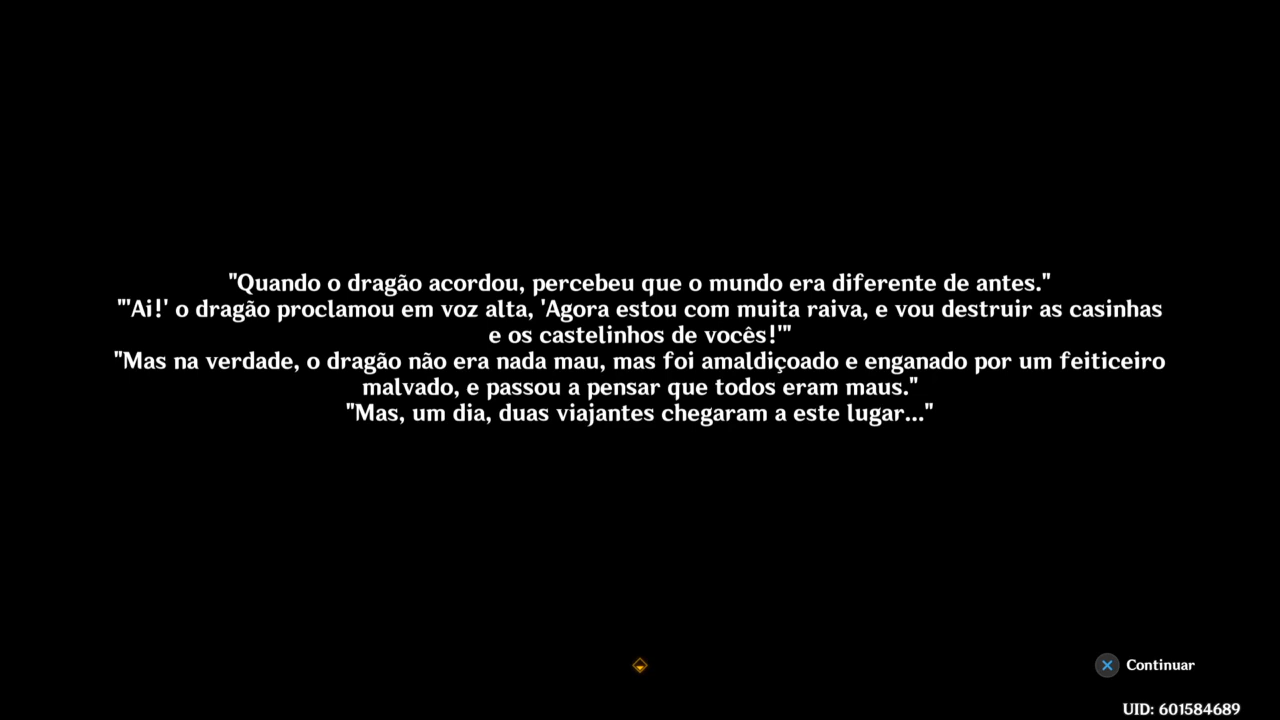 "Quando o dragão acordou, percebeu que o mundo era diferente de antes."
"'Ai!' o dragão proclamou em voz alta, 'Agora estou com muita raiva, e vou destruir as casinhas
e os castelinhos de vocês!'"
"Mas na verdade, o dragão não era nada mau, mas foi amaldiçoado e enganado por um feiticeiro
malvado, e passou a pensar que todos eram maus."
"Mas, um dia, duas viajantes chegaram a este lugar..."
Continuar
UID: 601584689